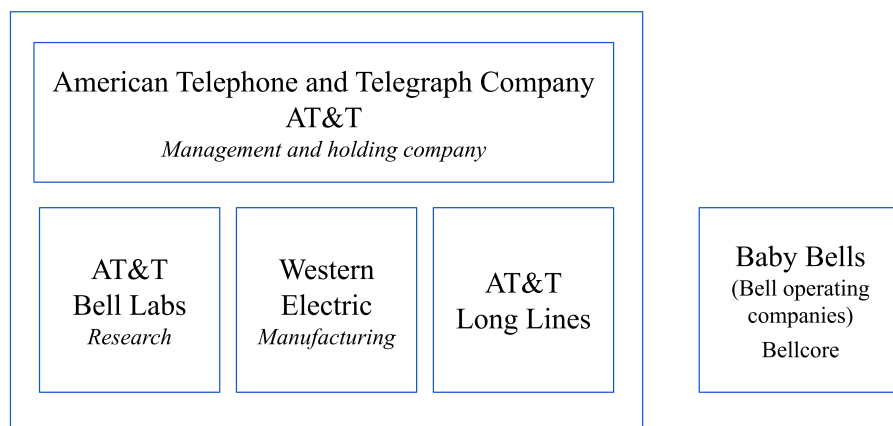 American Telephone and Telegraph Company
AT&T
Management and holding company
AT&T
Bell Labs
Research
Western
Electric
Manufacturing
AT&T
Long Lines
Baby Bells
(Bell operating
companies)
Bellcore